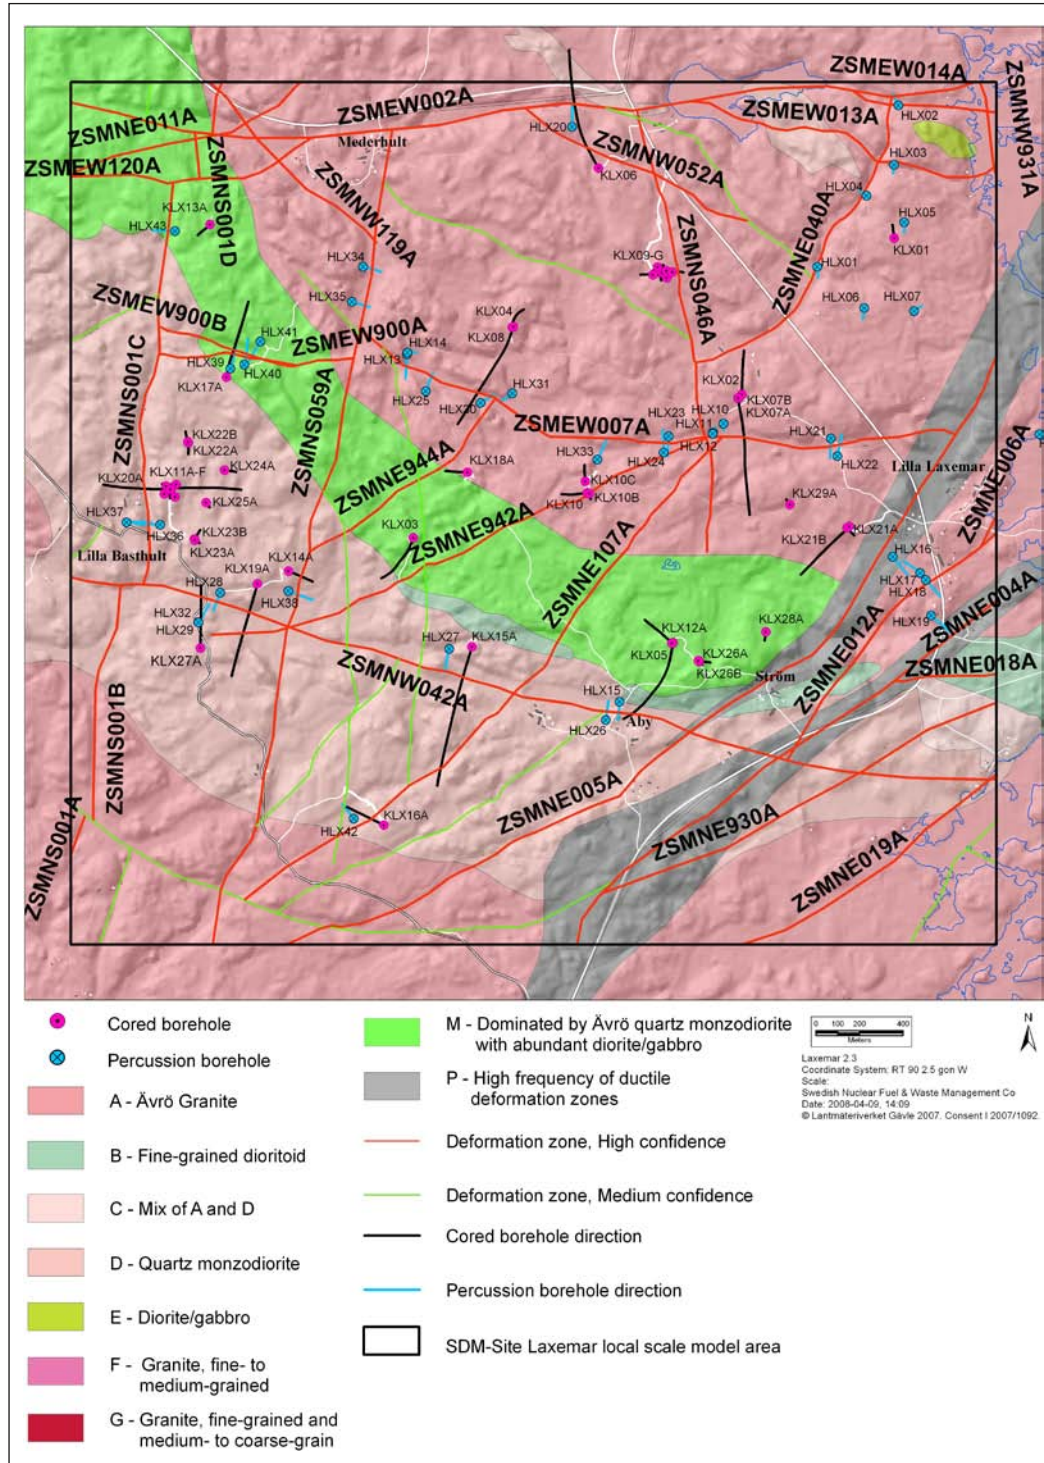 ZSMEW014A
ZSMNW931A
ZSMEW002A
ZSMEW013A
ZSMNE011A
HLX02
HLX20
Mederhult
ZSMEW120A
ZSMNW052A
HLX03
KLX06
HLX04
KLX13A
ZSMNS001D
ZSMNW119A
HLX43
HLX05
KLX01
ZSMNE040A
HLX34
KLX09-G
HLX01
ZSMNS046A
HLX35
HLX06
HLX07
ZSMEW900B
KLX04
HLX41
ZSMEW900A
HLX14
KLX08
HLX13
HLX39
HLX40
KLX17A
ZSMNS001C
ZSMNS059A
HLX25
HLX30
HLX31
KLX02
KLX07B
KLX07A
ZSMEW007A
HLX23
HLX10
HLX11
HLX12
KLX22B
KLX22A
HLX21
HLX33
HLX24
HLX22
Lilla Laxemar
ZSMNE006A
KLX24A
KLX18A
ZSMNE944A
KLX20A
KLX11A-F
KLX10C
KLX10B
KLX10
KLX25A
KLX29A
HLX37
HLX36
KLX03
ZSMNE942A
ZSMNE107A
KLX21A
KLX21B
KLX23B
KLX23A
Lilla Basthult
KLX14A
HLX16
KLX19A
HLX28
HLX17
HLX18
HLX38
HLX32
HLX29
HLX19
ZSMNE004A
KLX28A
KLX12A
HLX27
KLX15A
KLX05
KLX26A
KLX26B
KLX27A
ZSMNE012A
ZSMNE018A
ZSMNW042A
Ström
HLX15
HLX26
Aby
ZSMNS001B
ZSMNE005A
KLX16A
HLX42
ZSMNE930A
ZSMNS001A
ZSMNE019A
Cored borehole
Percussion borehole
A - Ävrö Granite
B - Fine-grained dioritoid
C - Mix of A and D
D - Quartz monzodiorite
E - Diorite/gabbro
F - Granite, fine- to
medium-grained
G - Granite, fine-grained and
medium- to coarse-grain
M - Dominated by Ävrö quartz monzodiorite
with abundant diorite/gabbro
P - High frequency of ductile
deformation zones
Deformation zone, High confidence
Deformation zone, Medium confidence
Cored borehole direction
Percussion borehole direction
SDM-Site Laxemar local scale model area
0 100 200 400
Meters
N
Laxemar 2.3
Coordinate System: RT 90 2.5 gon W
Scale:
Swedish Nuclear Fuel & Waste Management Co
Date: 2008-04-09, 14:09
© Lantmäteriverket Gävle 2007. Consent I 2007/1092.